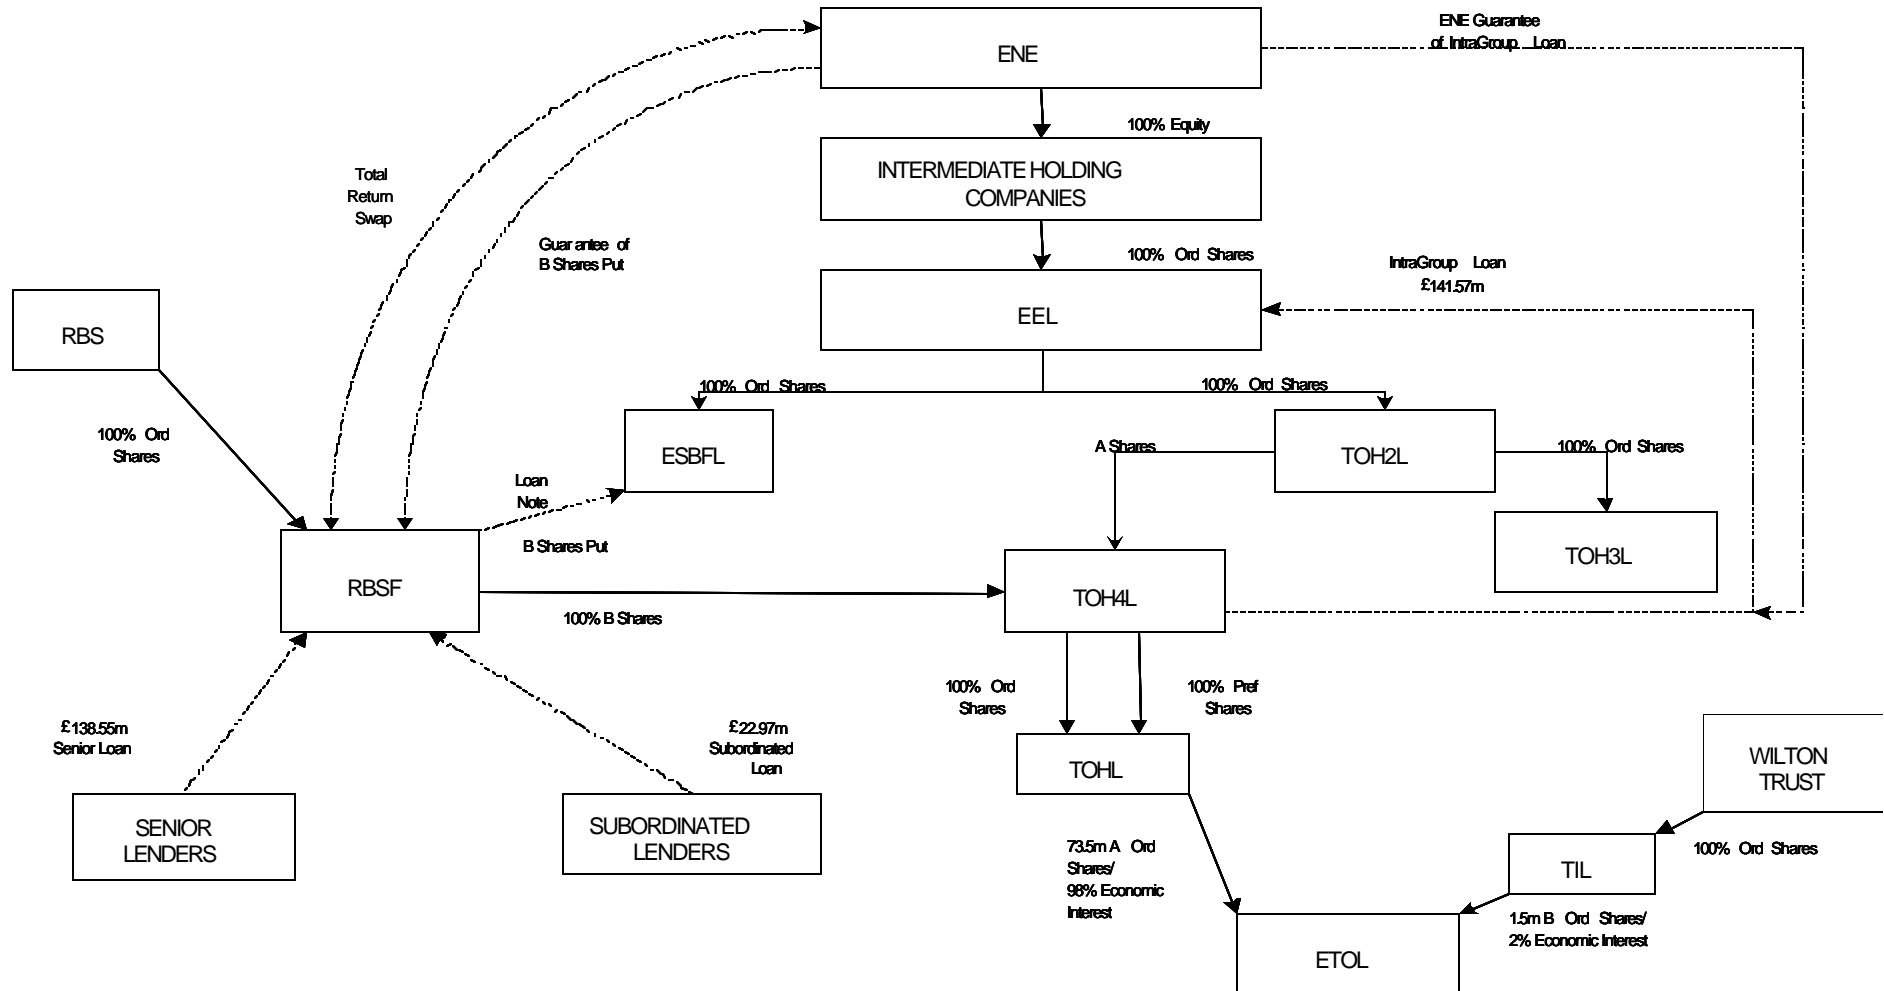 ENE Guarantee
of IntraGroup Loan
ENE
100% Equity
INTERMEDIATE HOLDING
COMPANIES
Total
Return
Swap
Guarantee of
B Shares Put
100% Ord Shares
IntraGroup Loan
£141.57m
EEL
RBS
100% Ord Shares
100% Ord Shares
100% Ord
Shares
ESBFL
A Shares
TOH2L
100% Ord Shares
Loan
Note
B Shares Put
TOH3L
RBSF
TOH4L
100% B Shares
100% Ord
Shares
100% Pref
Shares
£138.55m
Senior Loan
£22.97m
Subordinated
Loan
TOHL
WILTON
TRUST
SENIOR
LENDERS
SUBORDINATED
LENDERS
73.5m A Ord
Shares/
98% Economic
Interest
TIL
100% Ord Shares
1.5m B Ord Shares/
2% Economic Interest
ETOL